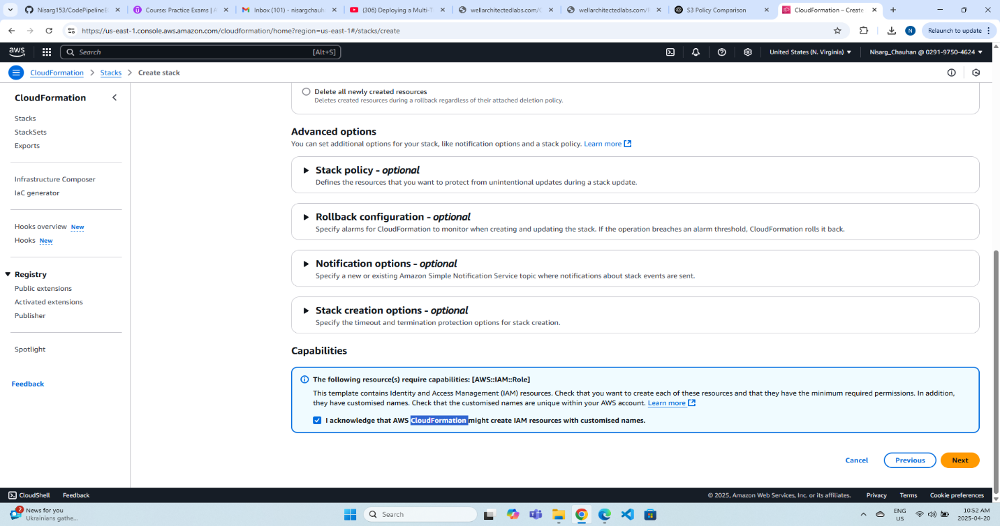 Nisarg153/CodePipelineE
Course: Practice Exams | A
Inbox (101) - nisargchauh
(306) Deploying a Multi-T
wellarchitectedlabs.com/C
wellarchitectedlabs.com/F
S3 Policy Comparison
CloudFormation – Create
https://us-east-1.console.aws.amazon.com/cloudformation/home?region=us-east-1#/stacks/create
N
Relaunch to update
aws
Search
[Alt+S]
United States (N. Virginia)
Nisarg_Chauhan @ 0291-9750-4624
CloudFormation
Stacks
Create stack
CloudFormation
Stacks
StackSets
Exports
Infrastructure Composer
IaC generator
Hooks overview New
Hooks New
Registry
Public extensions
Activated extensions
Publisher
Spotlight
Feedback
Delete all newly created resources
Deletes created resources during a rollback regardless of their attached deletion policy.
Advanced options
You can set additional options for your stack, like notification options and a stack policy. Learn more
Stack policy - optional
Defines the resources that you want to protect from unintentional updates during a stack update.
Rollback configuration - optional
Specify alarms for CloudFormation to monitor when creating and updating the stack. If the operation breaches an alarm threshold, CloudFormation rolls it back.
Notification options - optional
Specify a new or existing Amazon Simple Notification Service topic where notifications about stack events are sent.
Stack creation options - optional
Specify the timeout and termination protection options for stack creation.
Capabilities
The following resource(s) require capabilities: [AWS::IAM::Role]
This template contains Identity and Access Management (IAM) resources. Check that you want to create each of these resources and that they have the minimum required permissions. In addition,
they have customised names. Check that the customised names are unique within your AWS account. Learn more
I acknowledge that AWS CloudFormation might create IAM resources with customised names.
Cancel
Previous
Next
CloudShell
Feedback
© 2025, Amazon Web Services, Inc. or its affiliates.
Privacy
Terms
Cookie preferences
2
News for you
Ukrainians gathe...
Search
ENG
US
10:52 AM
2025-04-20